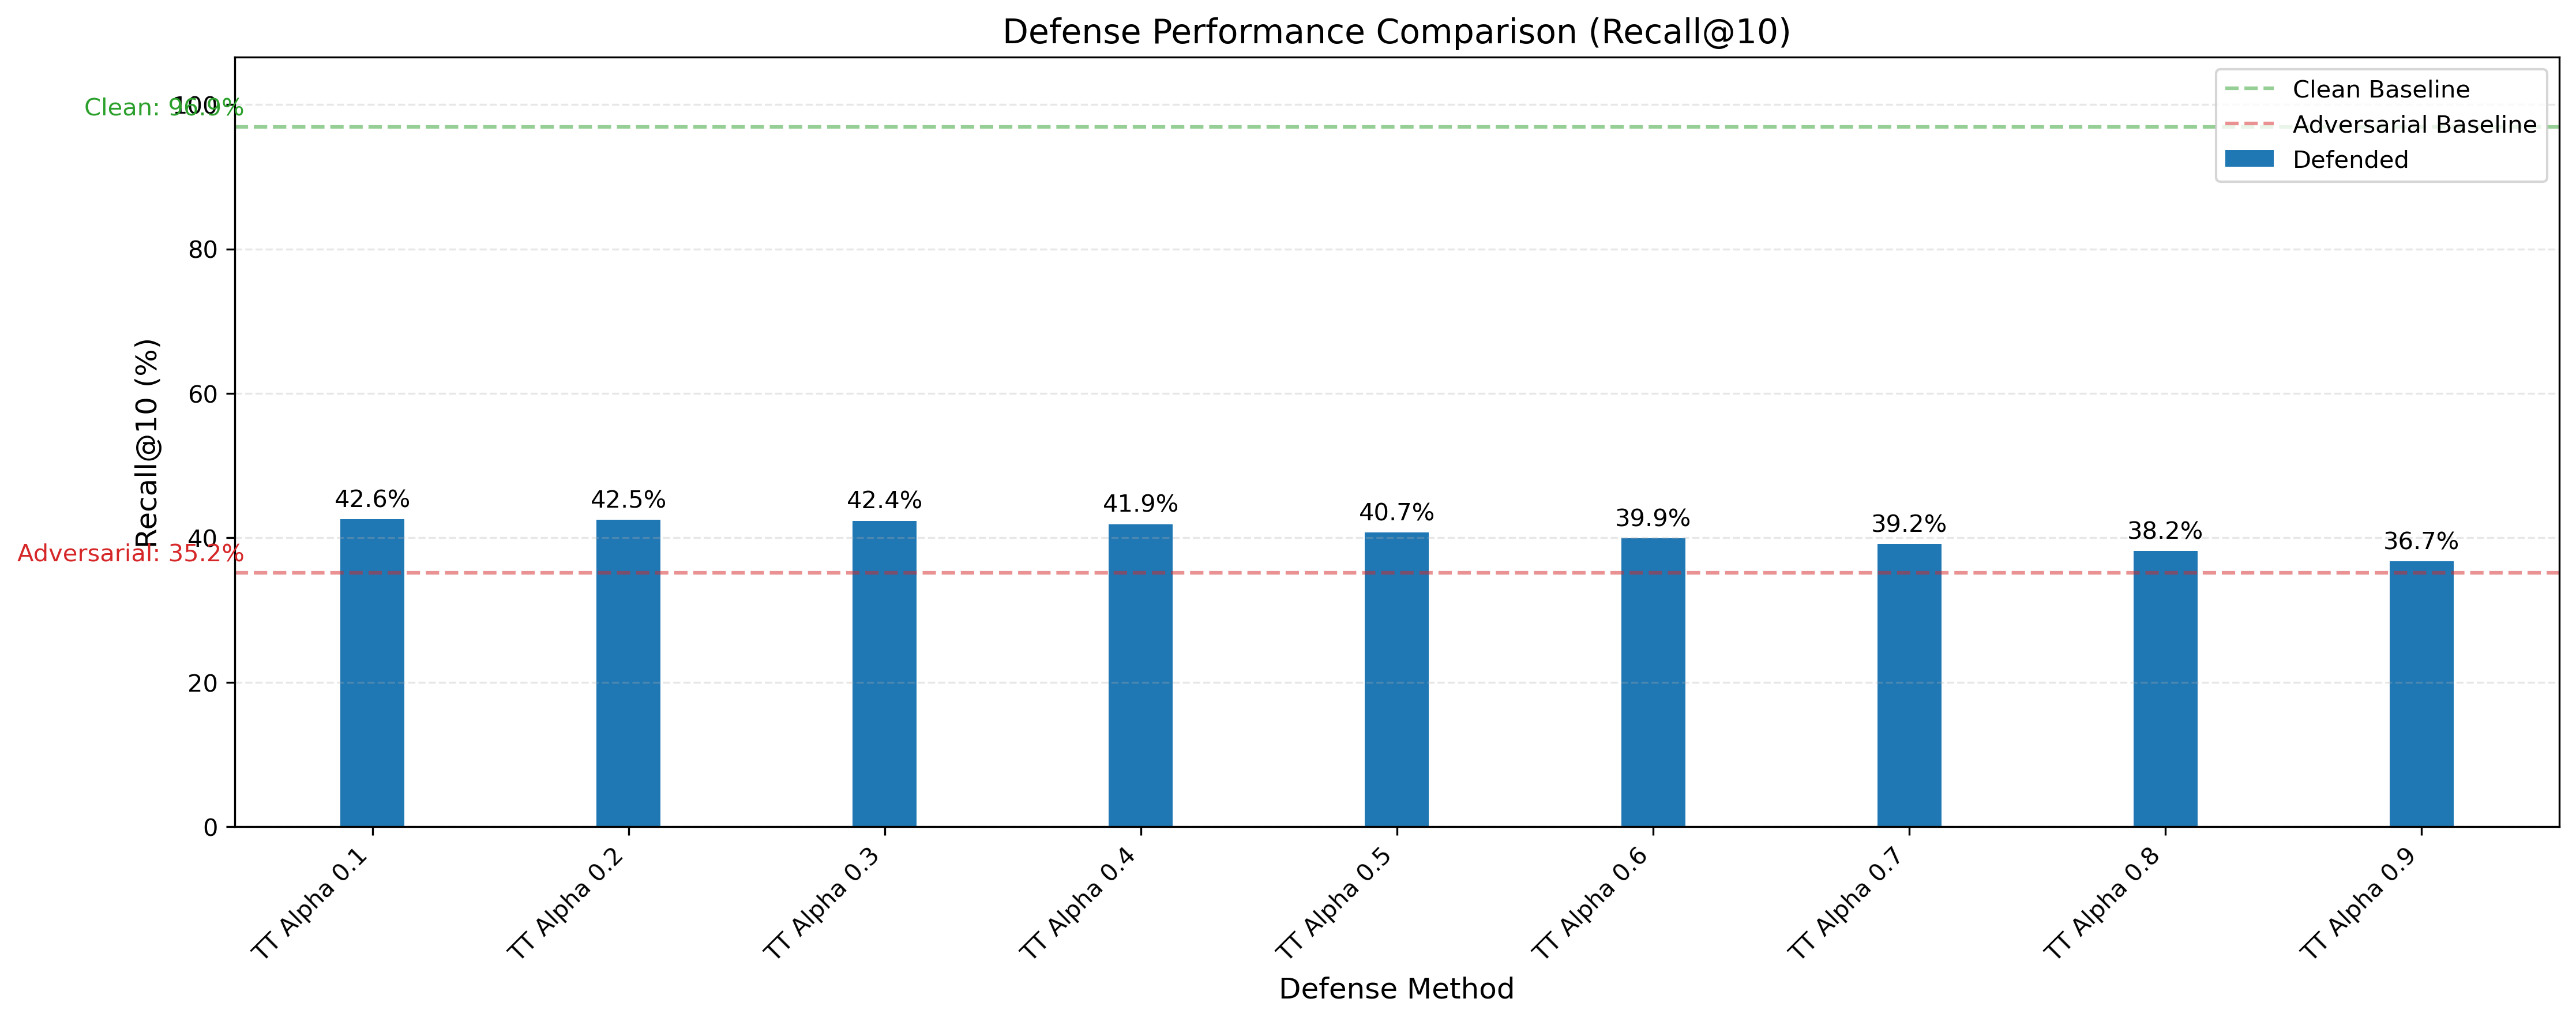 Defense Performance Comparison (Recall@10)
Clean: 96.9%
100
80
60
40
20
0
Recall@10 (%)
Adversarial: 35.2%
Clean Baseline
Adversarial Baseline
Defended
42.6%
42.5%
42.4%
41.9%
40.7%
39.9%
39.2%
38.2%
36.7%
TT Alpha 0.1
TT Alpha 0.2
TT Alpha 0.3
TT Alpha 0.4
TT Alpha 0.5
TT Alpha 0.6
TT Alpha 0.7
TT Alpha 0.8
TT Alpha 0.9
Defense Method